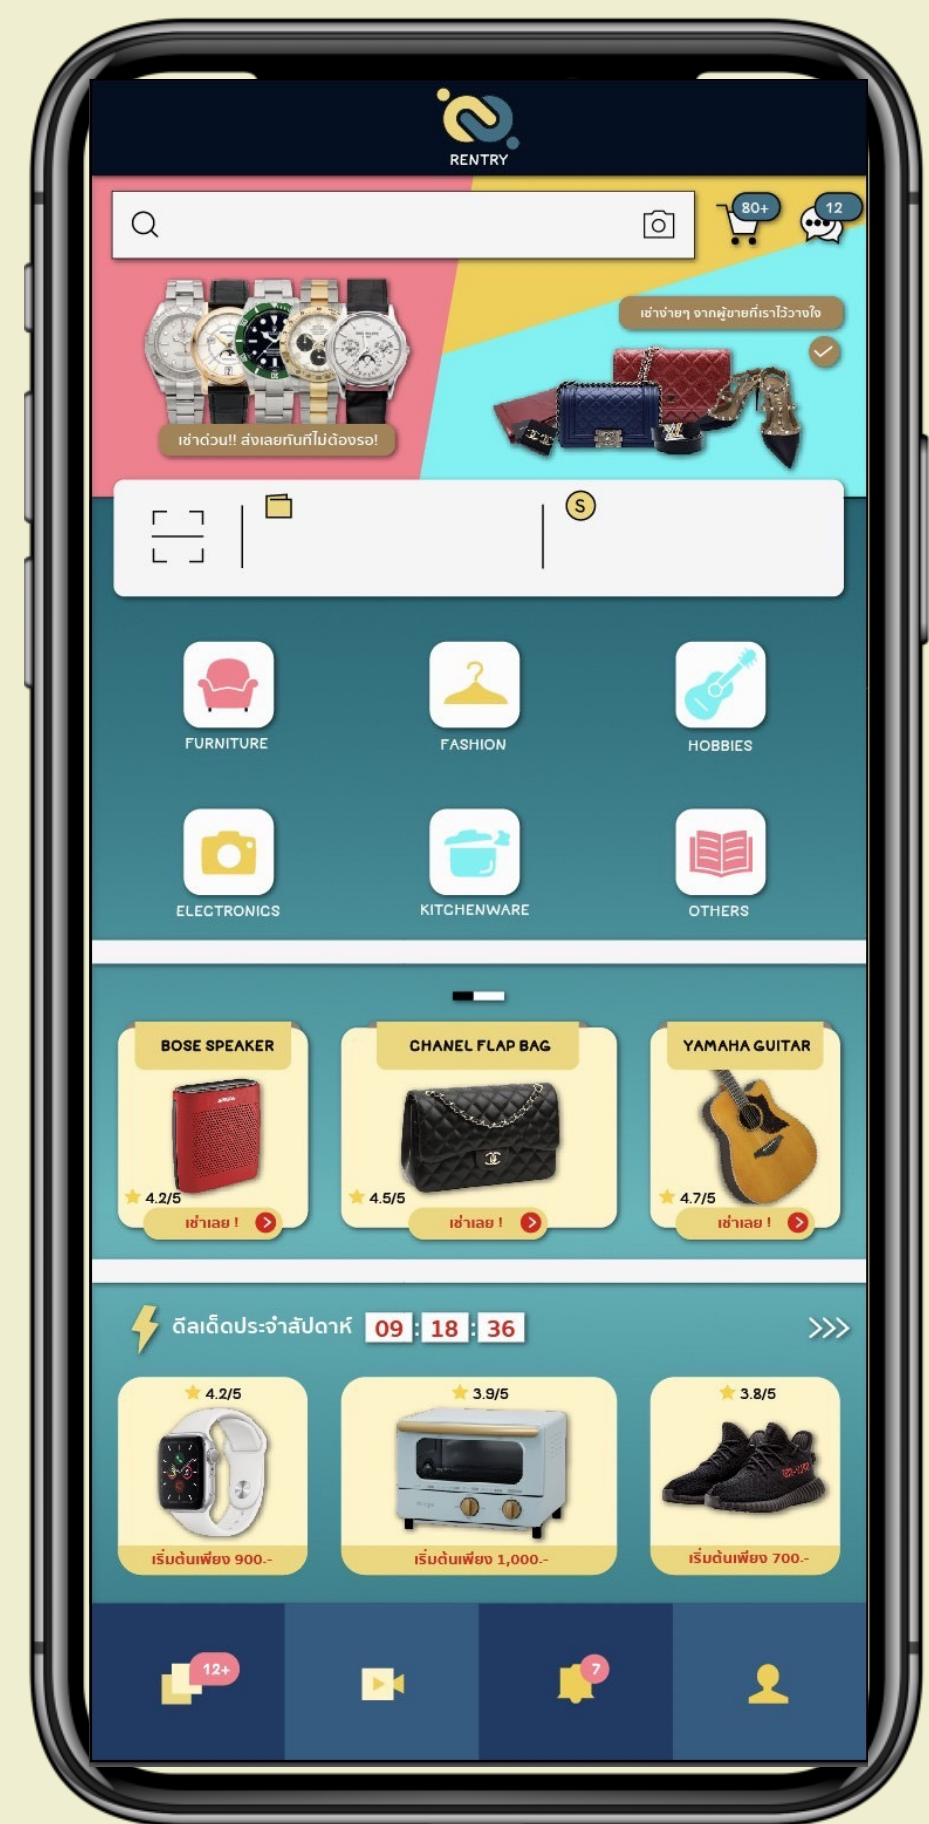 RENTRY
80+
12
เช่าง่ายๆ จากผู้ขายที่เราไว้วางใจ
เช่าด่วน!! ส่งเลยทันทีไม่ต้องรอ!
S
FURNITURE
FASHION
HOBBIES
ELECTRONICS
KITCHENWARE
OTHERS
BOSE SPEAKER
CHANEL FLAP BAG
YAMAHA GUITAR
4.2/5
4.5/5
4.7/5
เช่าเลย !
เช่าเลย !
เช่าเลย !
ดีลเด็ดประจำสัปดาห์ 09 : 18 : 36
4.2/5
3.9/5
3.8/5
เริ่มต้นเพียง 900.-
เริ่มต้นเพียง 1,000.-
เริ่มต้นเพียง 700.-
12+
7